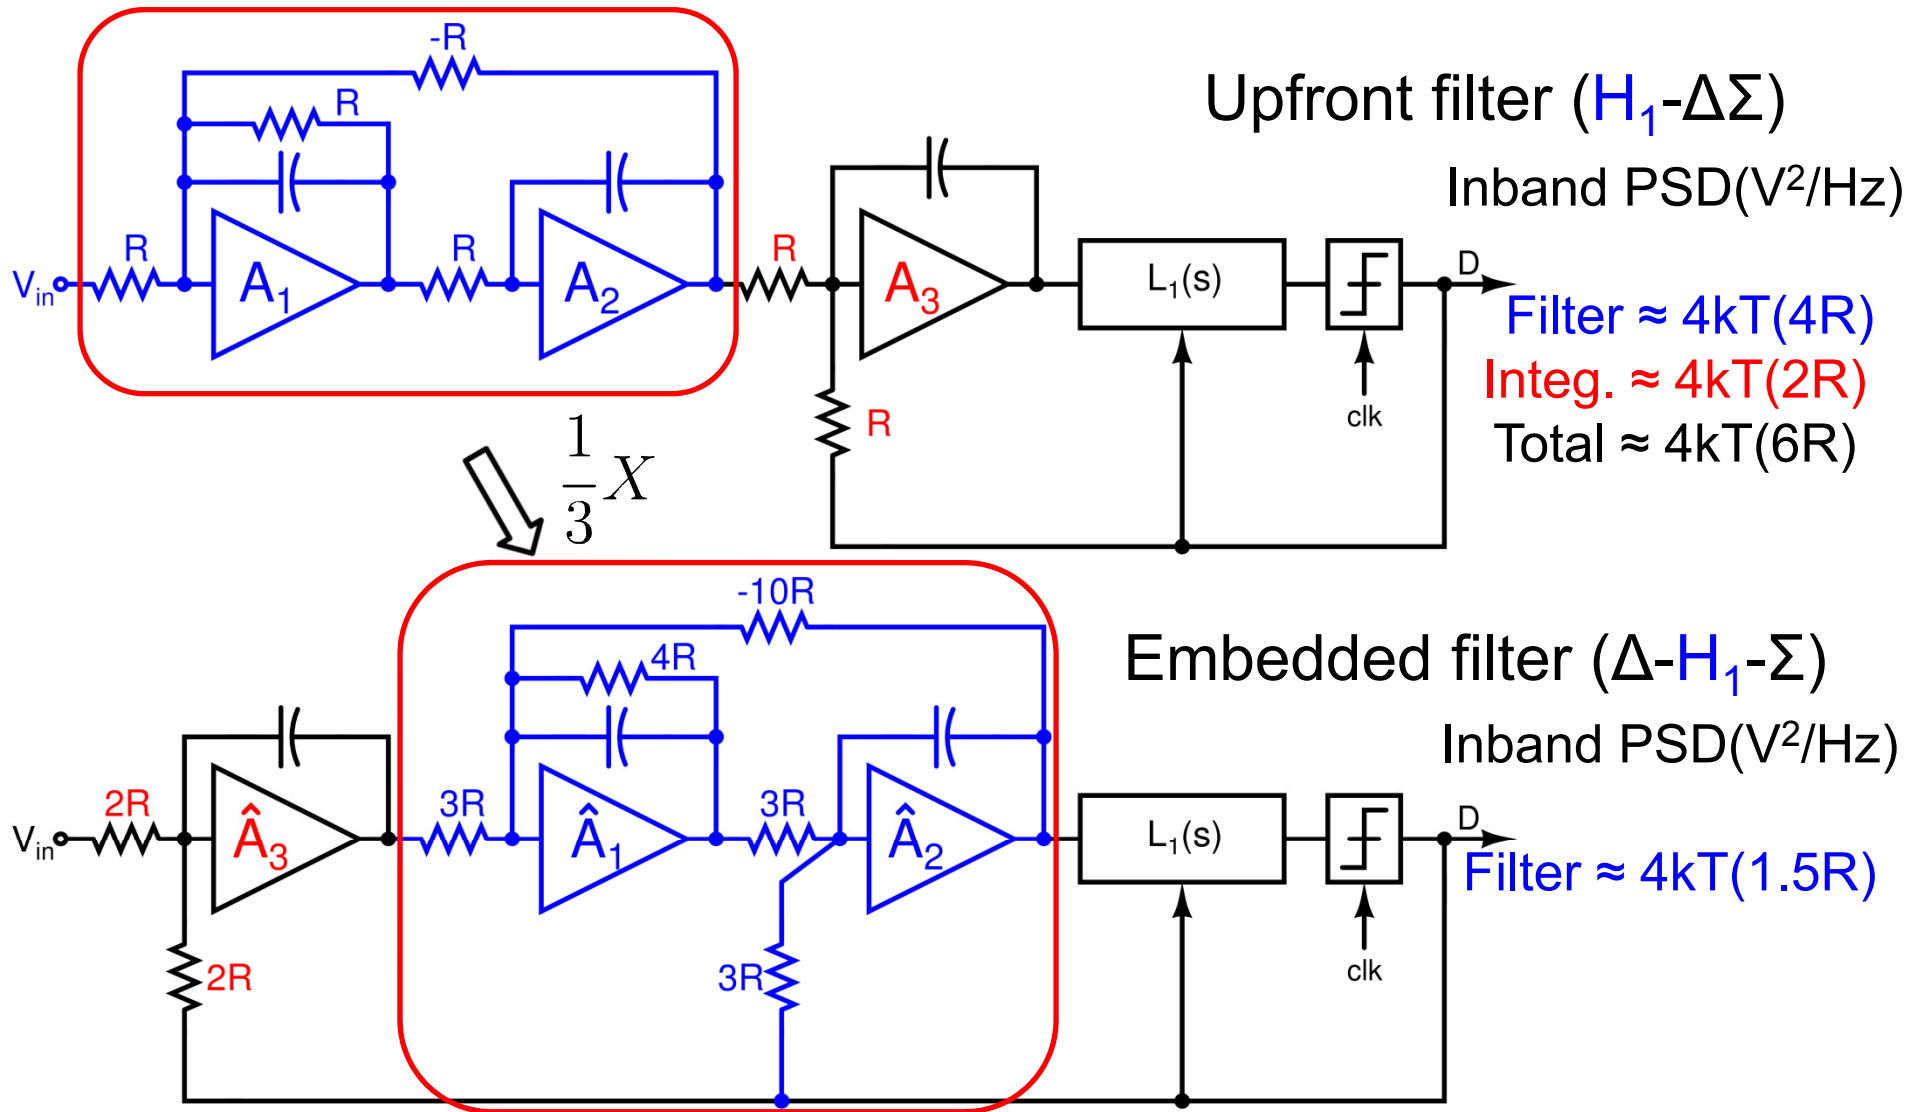 -R
R
Upfront filter (H₁-ΔΣ)
Inband PSD(V²/Hz)
V_in
R
A₁
R
A₂
R
A₃
L₁(s)
D
clk
R
Filter ≈ 4kT(4R)
Integ. ≈ 4kT(2R)
Total ≈ 4kT(6R)
1/3 X
-10R
4R
Embedded filter (Δ-H₁-Σ)
Inband PSD(V²/Hz)
V_in
2R
Â₃
3R
Â₁
3R
Â₂
L₁(s)
D
clk
2R
3R
Filter ≈ 4kT(1.5R)